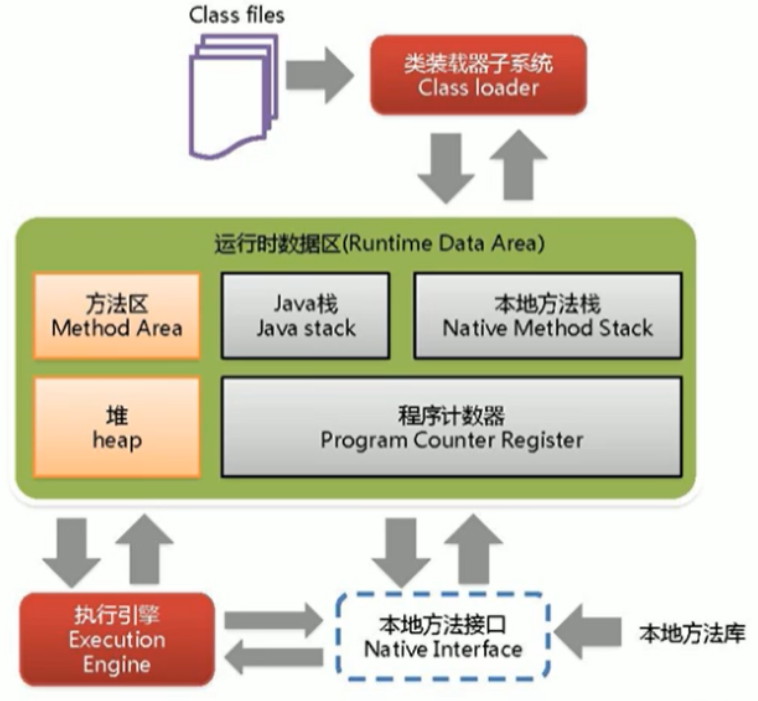 Class files
类装载器子系统
Class loader
运行时数据区(Runtime Data Area)
方法区
Method Area
Java栈
Java stack
本地方法栈
Native Method Stack
堆
heap
程序计数器
Program Counter Register
执行引擎
Execution
Engine
本地方法接口
Native Interface
本地方法库